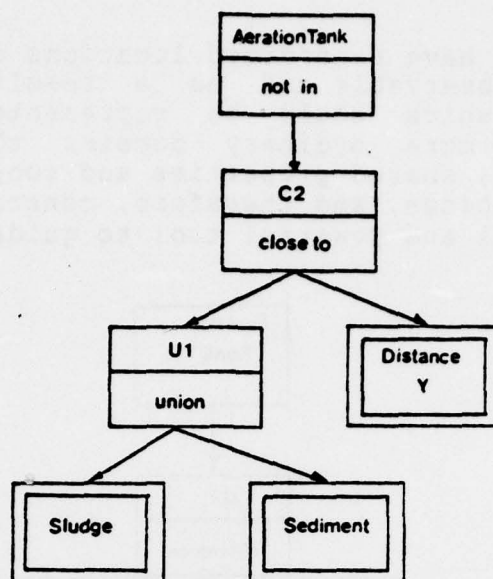 AerationTank
not in
C2
close to
U1
union
Distance
Y
Sludge
Sediment